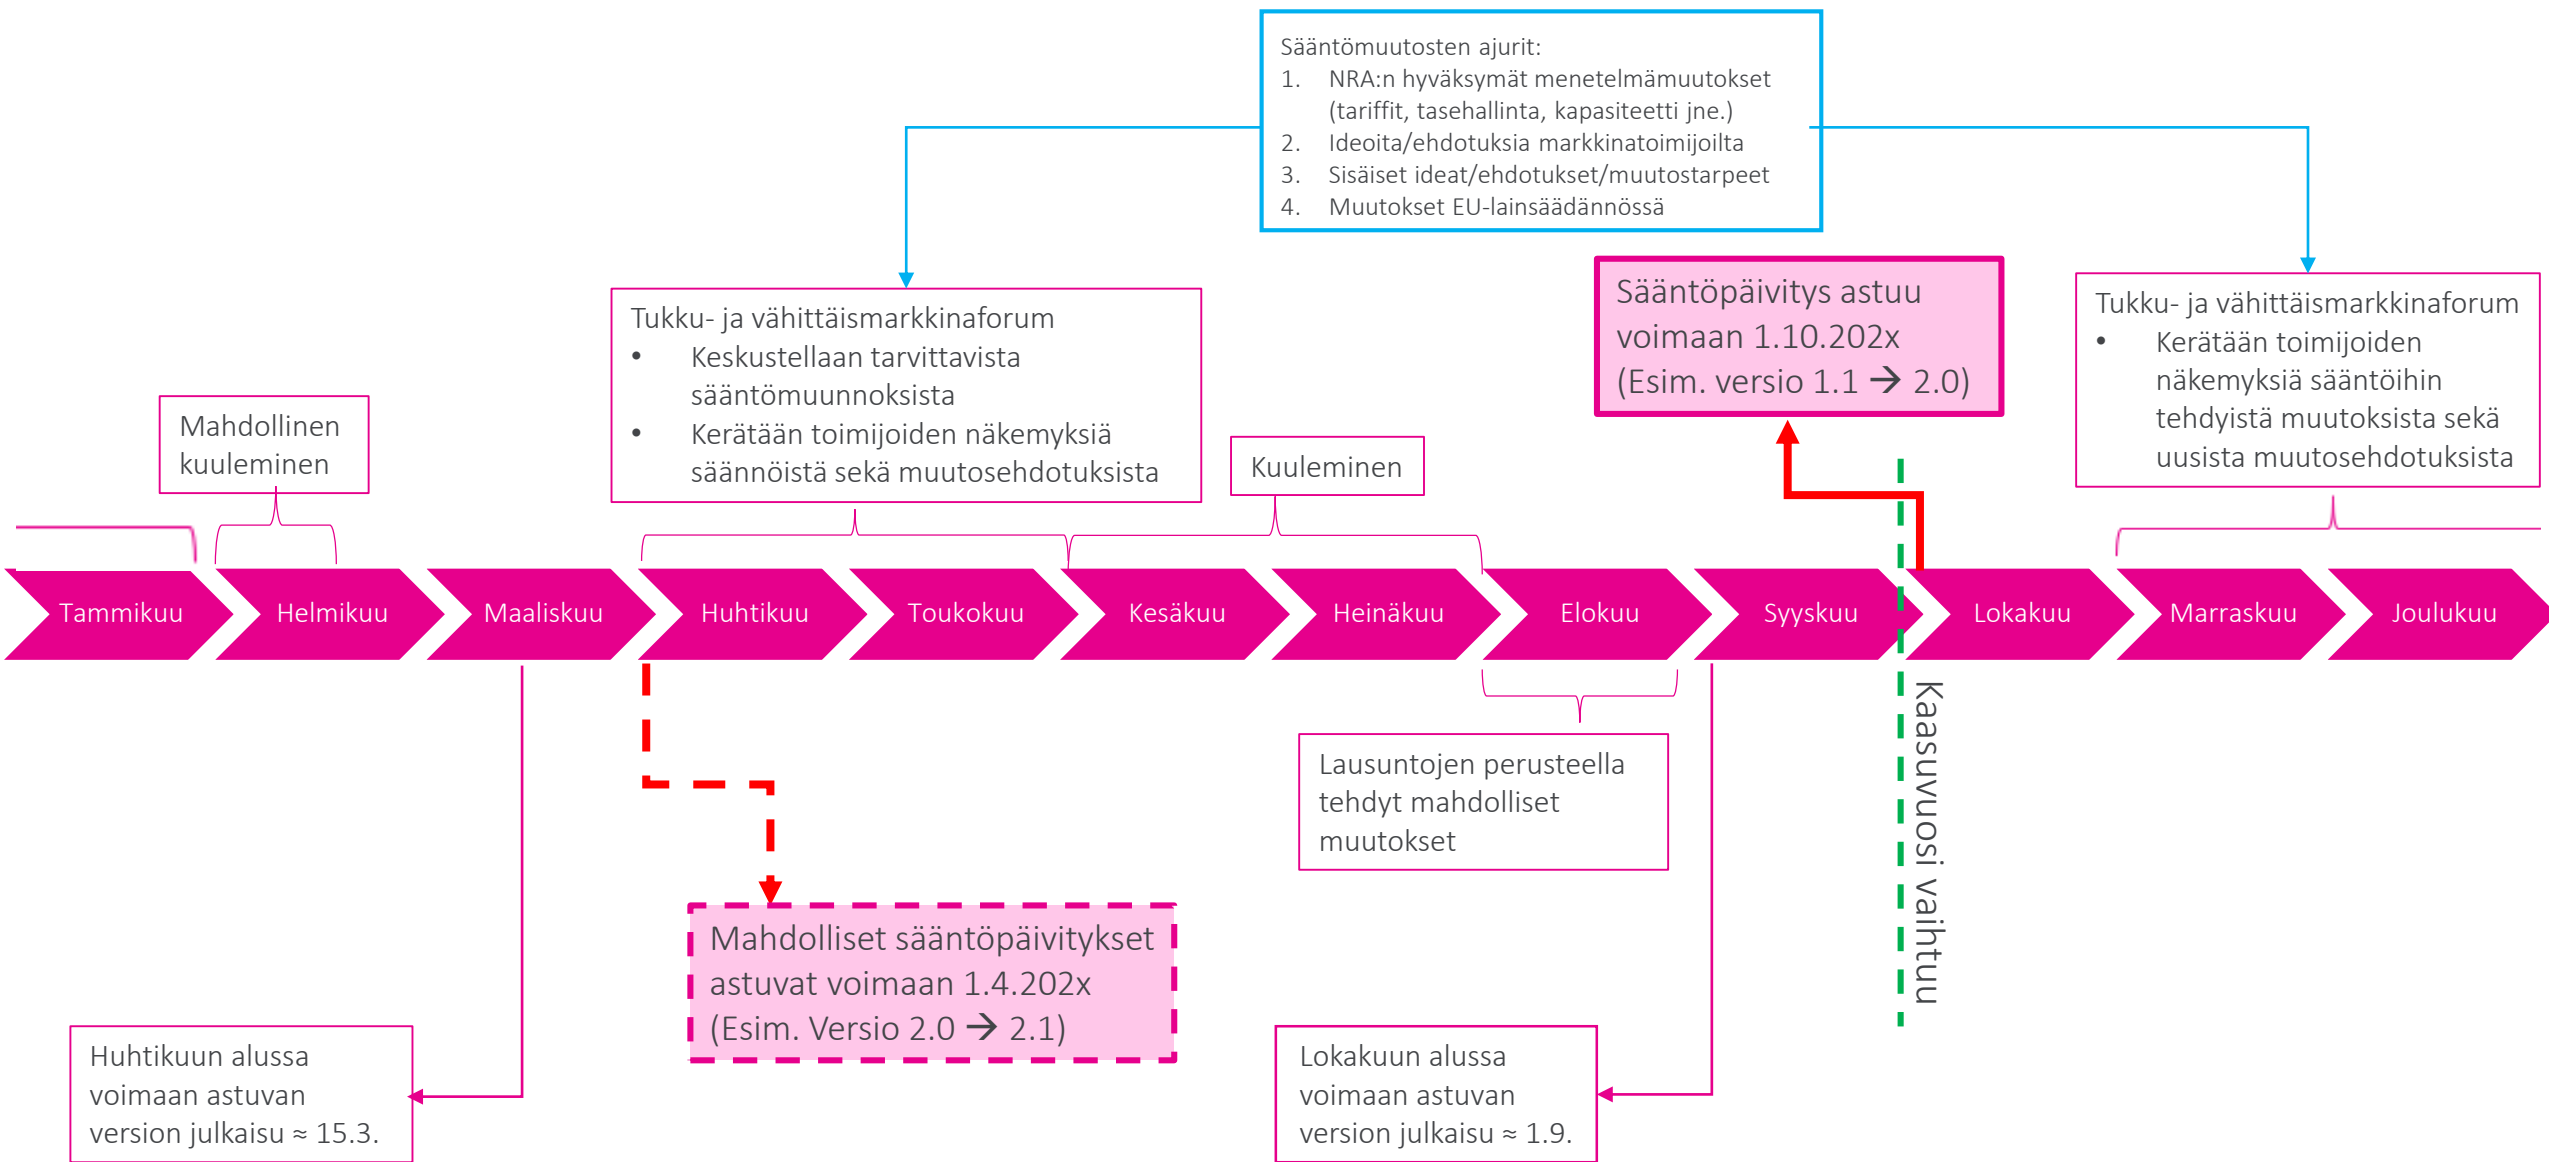 Sääntömuutosten ajurit:
1. NRA:n hyväksymät menetelmämuutokset
(tariffit, tasehallinta, kapasiteetti jne.)
2. Ideoita/ehdotuksia markkinatoimijoilta
3. Sisäiset ideat/ehdotukset/muutostarpeet
4. Muutokset EU-lainsäädännössä
Mahdollinen
kuuleminen
Tukku- ja vähittäismarkkinaforum
• Keskustellaan tarvittavista
sääntömuunnoksista
• Kerätään toimijoiden näkemyksiä
säännöistä sekä muutosehdotuksista
Kuuleminen
Sääntöpäivitys astuu
voimaan 1.10.202x
(Esim. versio 1.1 → 2.0)
Tukku- ja vähittäismarkkinaforum
• Kerätään toimijoiden
näkemyksiä sääntöihin
tehdyistä muutoksista sekä
uusista muutosehdotuksista
Tammikuu
Helmikuu
Maaliskuu
Huhtikuu
Toukokuu
Kesäkuu
Heinäkuu
Elokuu
Syyskuu
Lokakuu
Marraskuu
Joulukuu
Kaasuvuosi vaihtuu
Lausuntojen perusteella
tehdyt mahdolliset
muutokset
Mahdolliset sääntöpäivitykset
astuvat voimaan 1.4.202x
(Esim. Versio 2.0 → 2.1)
Huhtikuun alussa
voimaan astuvan
version julkaisu ≈ 15.3.
Lokakuun alussa
voimaan astuvan
version julkaisu ≈ 1.9.